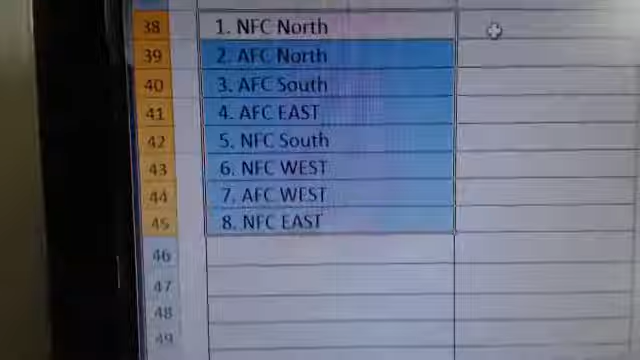 38 1. NFC North
39 2. AFC North
40 3. AFC South
41 4. AFC EAST
42 5. NFC South
43 6. NFC WEST
44 7. AFC WEST
45 8. NFC EAST
46
47
48
49